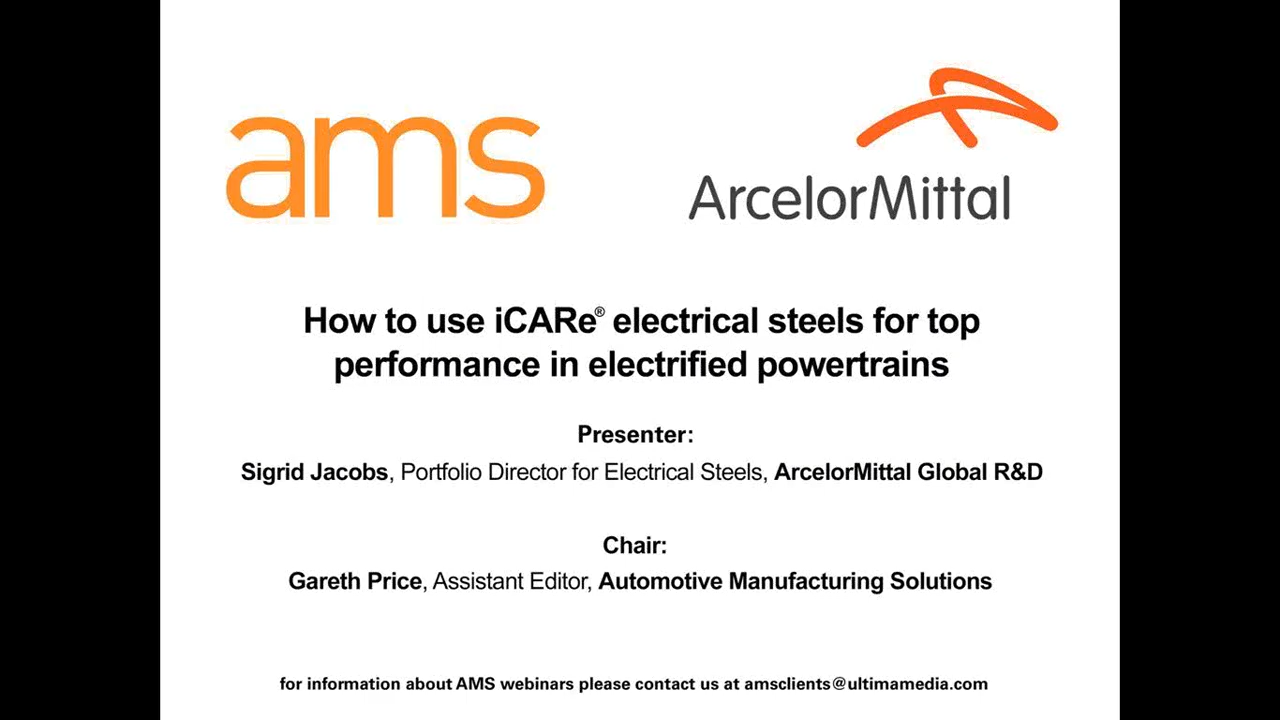 ams
ArcelorMittal
How to use iCARe® electrical steels for top
performance in electrified powertrains
Presenter:
Sigrid Jacobs, Portfolio Director for Electrical Steels, ArcelorMittal Global R&D
Chair:
Gareth Price, Assistant Editor, Automotive Manufacturing Solutions
for information about AMS webinars please contact us at amsclients@ultimamedia.com